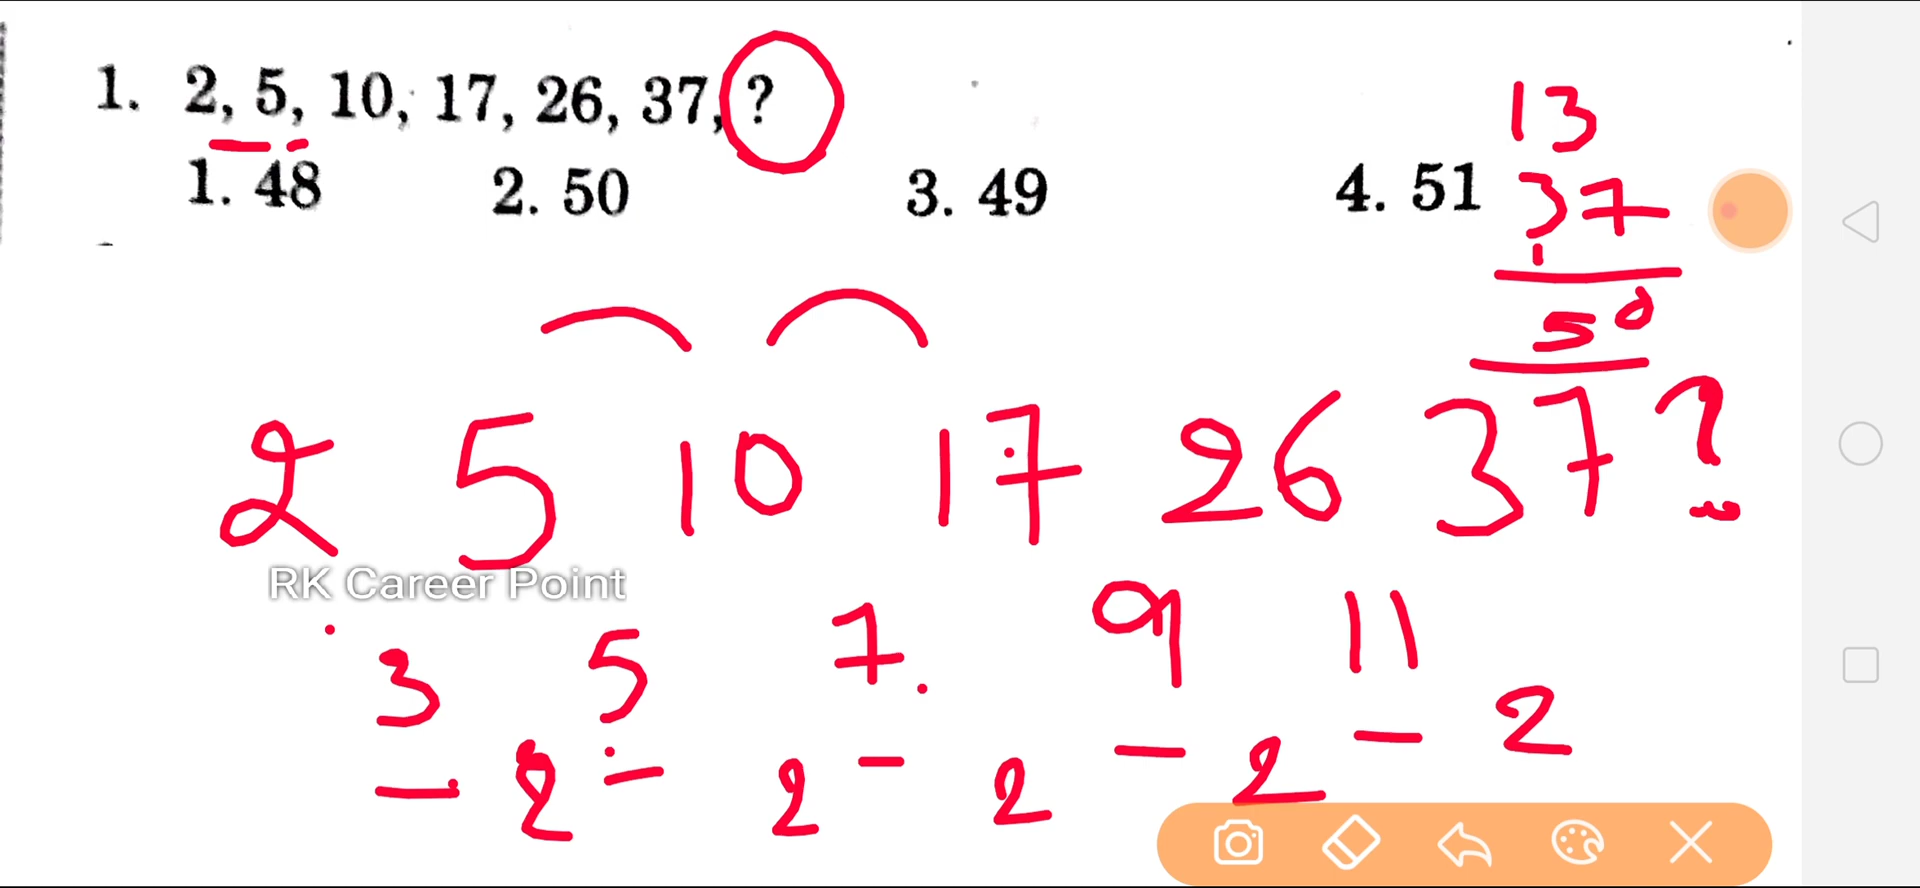 1. 2, 5, 10, 17, 26, 37, ?
1. 48 2. 50 3. 49 4. 51
13
37
1
50
2 5 10 17 26 37 ?
RK Career Point
3 5 7 9 11
2 2 2 2 2